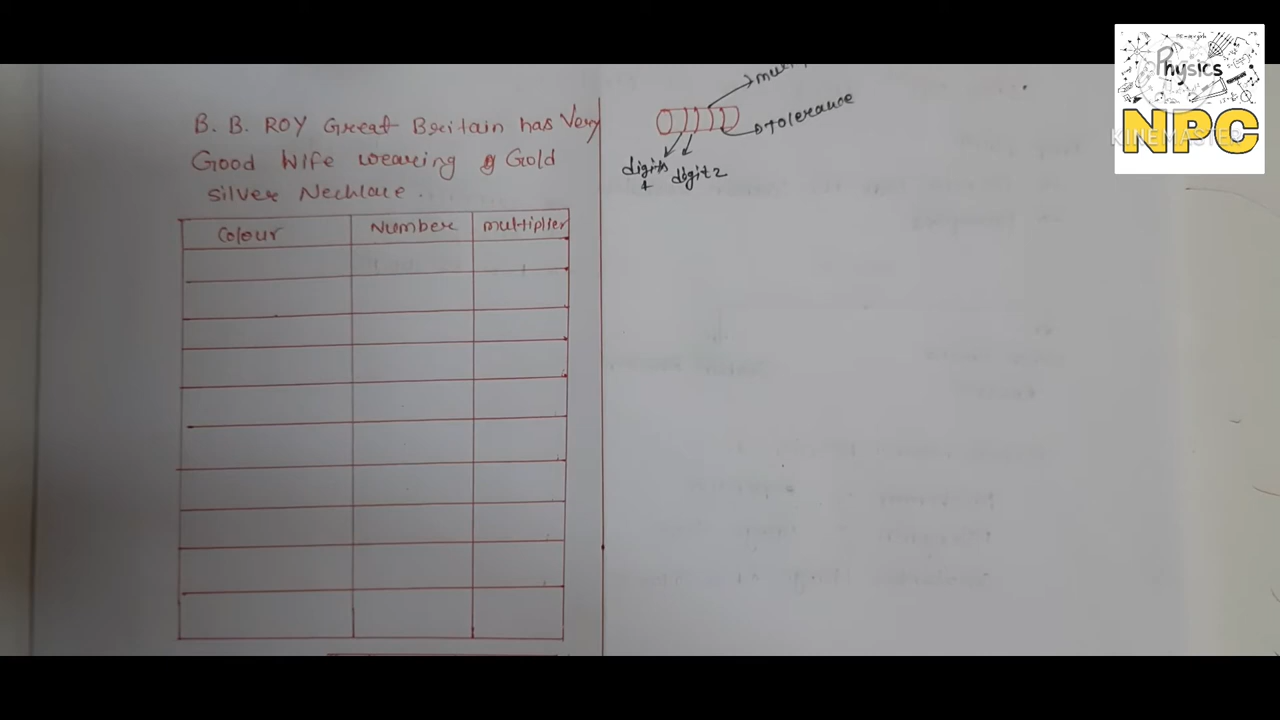 B. B. ROY Great Britain has Very
Good Wife wearing Gold
silver Necklace.
Colour Number multiplier
tolerance
digit 1 digit 2
Physics
NPC
KINEMASTER